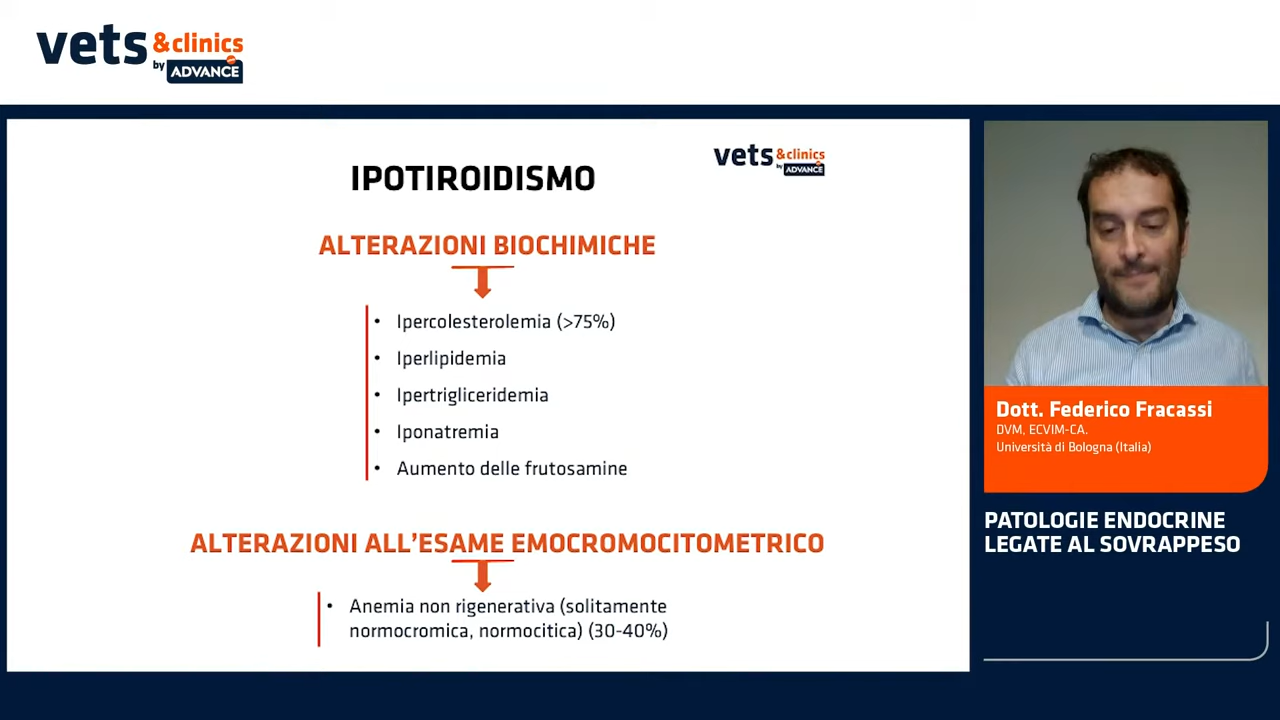 vets &clinics
by ADVANCE
vets &clinics
by ADVANCE
IPOTIROIDISMO
ALTERAZIONI BIOCHIMICHE
• Ipercolesterolemia (>75%)
• Iperlipidemia
• Ipertrigliceridemia
• Iponatremia
• Aumento delle frutosamine
ALTERAZIONI ALL'ESAME EMOCROMOCITOMETRICO
• Anemia non rigenerativa (solitamente
normocromica, normocitica) (30-40%)
Dott. Federico Fracassi
DVM, ECVIM-CA.
Università di Bologna (Italia)
PATOLOGIE ENDOCRINE
LEGATE AL SOVRAPPESO